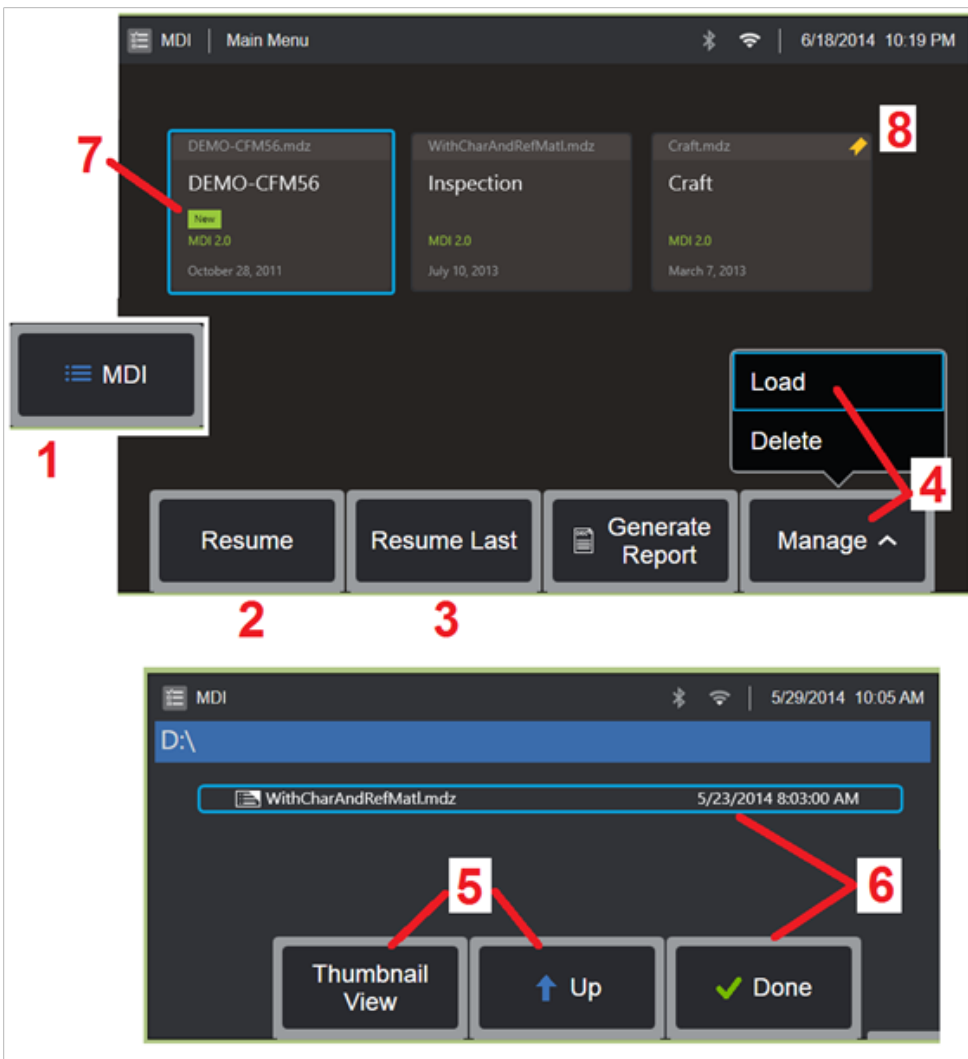 MDI | Main Menu
6/18/2014 10:19 PM
8
7
DEMO-CFM56.mdz
DEMO-CFM56
New
MDI 2.0
October 28, 2011
WithCharAndRefMatl.mdz
Inspection
MDI 2.0
July 10, 2013
Craft.mdz
Craft
MDI 2.0
March 7, 2013
MDI
1
Load
Delete
4
Resume
Resume Last
Generate
Report
Manage
2
3
MDI
5/29/2014 10:05 AM
D:\
WithCharAndRefMatl.mdz 5/23/2014 8:03:00 AM
5
6
Thumbnail
View
Up
Done